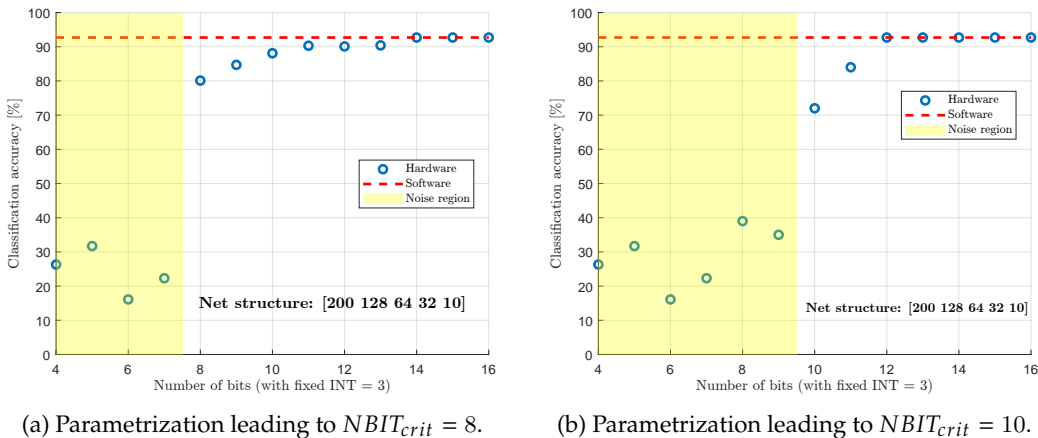 100
90
80
70
60
50
40
30
20
10
0
4 6 8 10 12 14 16
Classification accuracy [%]
Number of bits (with fixed INT = 3)
Hardware
Software
Noise region
Net structure: [200 128 64 32 10]
(a) Parametrization leading to NBITcrit = 8.
100
90
80
70
60
50
40
30
20
10
0
4 6 8 10 12 14 16
Classification accuracy [%]
Number of bits (with fixed INT = 3)
Hardware
Software
Noise region
Net structure: [200 128 64 32 10]
(b) Parametrization leading to NBITcrit = 10.